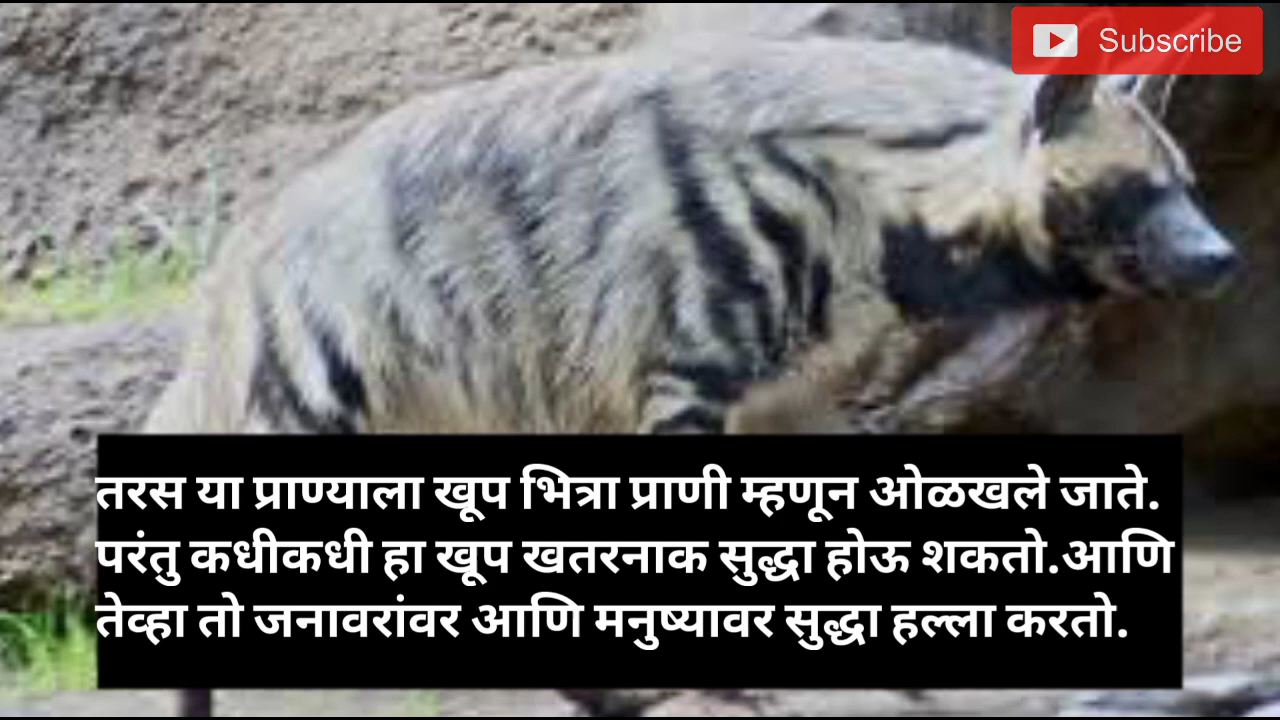 Subscribe
तरस या प्राण्याला खूप भित्रा प्राणी म्हणून ओळखले जाते.
परंतु कधीकधी हा खूप खतरनाक सुद्धा होऊ शकतो.आणि
तेव्हा तो जनावरांवर आणि मनुष्यावर सुद्धा हल्ला करतो.